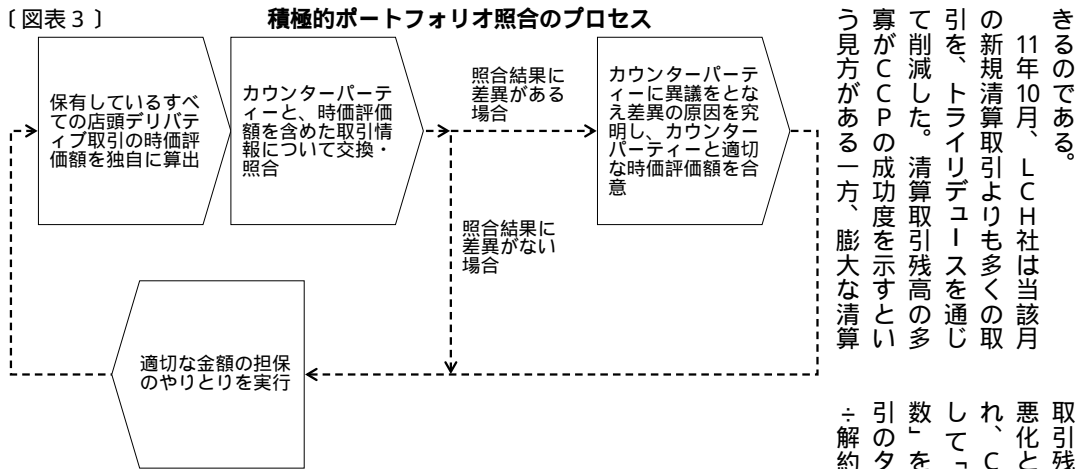 きるのである。
11年10月、LCH社は当該月
の新規清算取引よりも多くの取
引を、トライリデュースを通じ
て削減した。清算取引残高の多
寡がCCPの成功度を示すとい
う見方がある一方、膨大な清算
取引残
悪化と
れ、C
して「
数」を
引のタ
÷解約
〔図表3〕
積極的ポートフォリオ照合のプロセス
保有しているすべ
ての店頭デリバテ
ィブ取引の時価評
価額を独自に算出
カウンターパーテ
ィーと、時価評価
額を含めた取引情
報について交換・
照合
照合結果に
差異がある
場合
カウンターパーテ
ィーに異議をとな
え差異の原因を究
明し、カウンター
パーティーと適切
な時価評価額を合
意
照合結果に
差異がない
場合
適切な金額の担保
のやりとりを実行